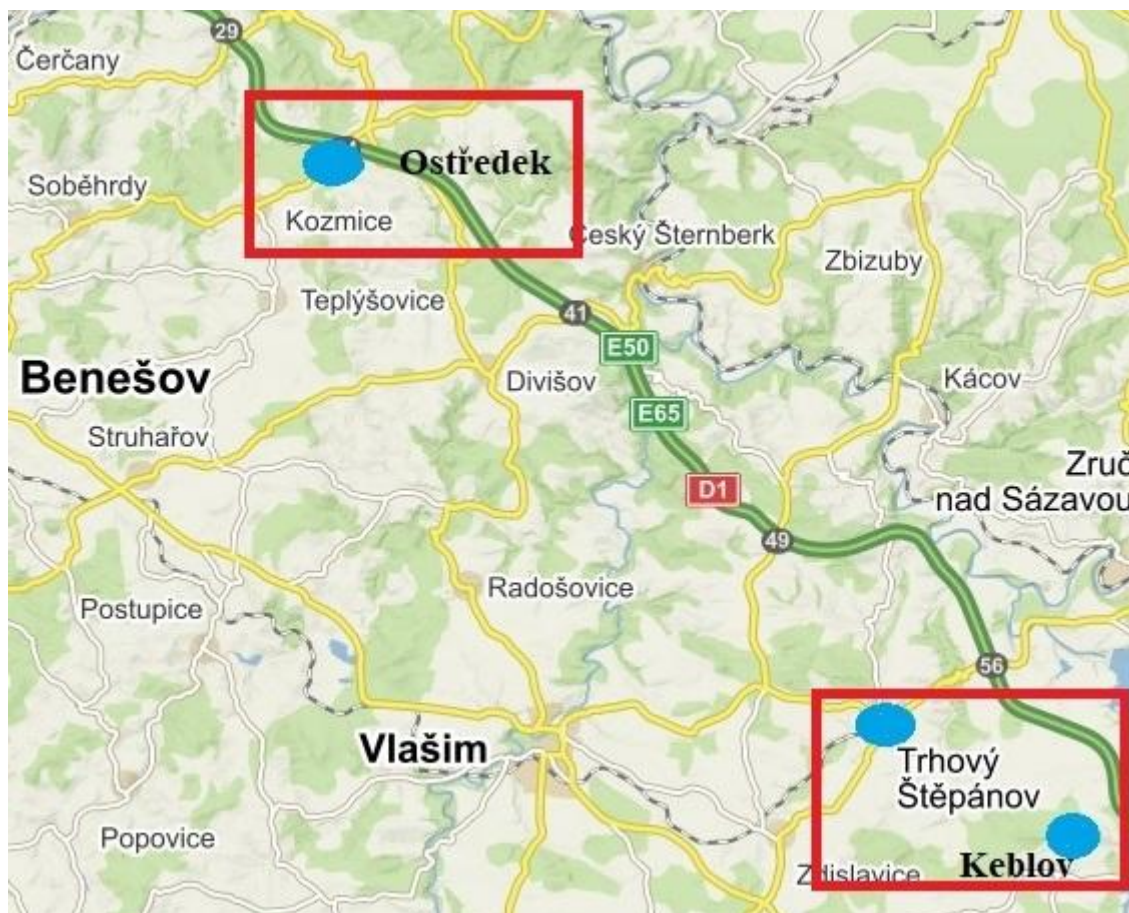 29
Čerčany
Ostředek
Soběhrdy
Kozmice
Český Šternberk
Zbizuby
Teplýšovice
41
E50
Benešov
Divišov
Kácov
E65
Struhařov
Zruč
nad Sázavou
D1
49
Radošovice
Postupice
56
Vlašim
Trhový
Štěpánov
Popovice
Keblov
Zdislavice